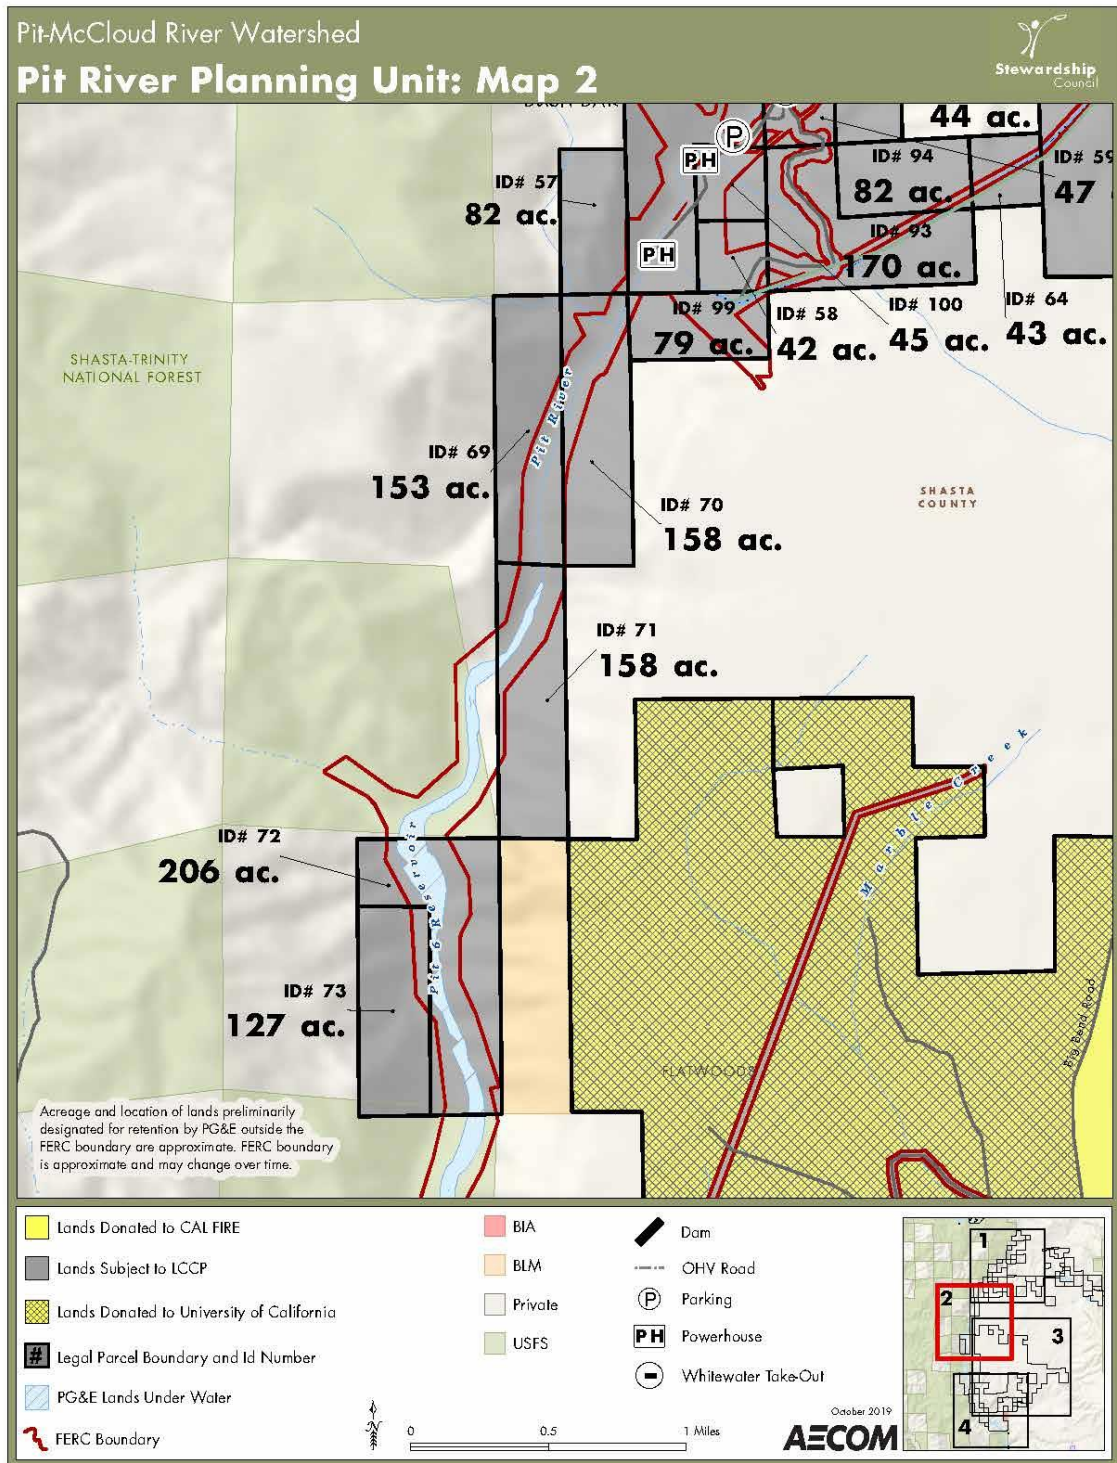 Pit-McCloud River Watershed
Pit River Planning Unit: Map 2
Stewardship
Council
44 ac.
P
PH
ID# 94
82 ac.
ID# 59
47
ID# 57
82 ac.
PH
ID# 93
170 ac.
ID# 99
79 ac.
ID# 58
42 ac.
ID# 100
45 ac.
ID# 64
43 ac.
SHASTA-TRINITY
NATIONAL FOREST
Pit River
ID# 69
153 ac.
SHASTA
COUNTY
ID# 70
158 ac.
ID# 71
158 ac.
Marble Creek
ID# 72
206 ac.
Pit 6 Reservoir
ID# 73
127 ac.
Big Bend Road
FLATWOODS
Acreage and location of lands preliminarily
designated for retention by PG&E outside the
FERC boundary are approximate. FERC boundary
is approximate and may change over time.
Lands Donated to CAL FIRE
Lands Subject to LCCP
Lands Donated to University of California
# Legal Parcel Boundary and Id Number
PG&E Lands Under Water
FERC Boundary
BIA
BLM
Private
USFS
Dam
OHV Road
P Parking
PH Powerhouse
Whitewater Take-Out
N
0 0.5 1 Miles
October 2019
AECOM
1
2
3
4